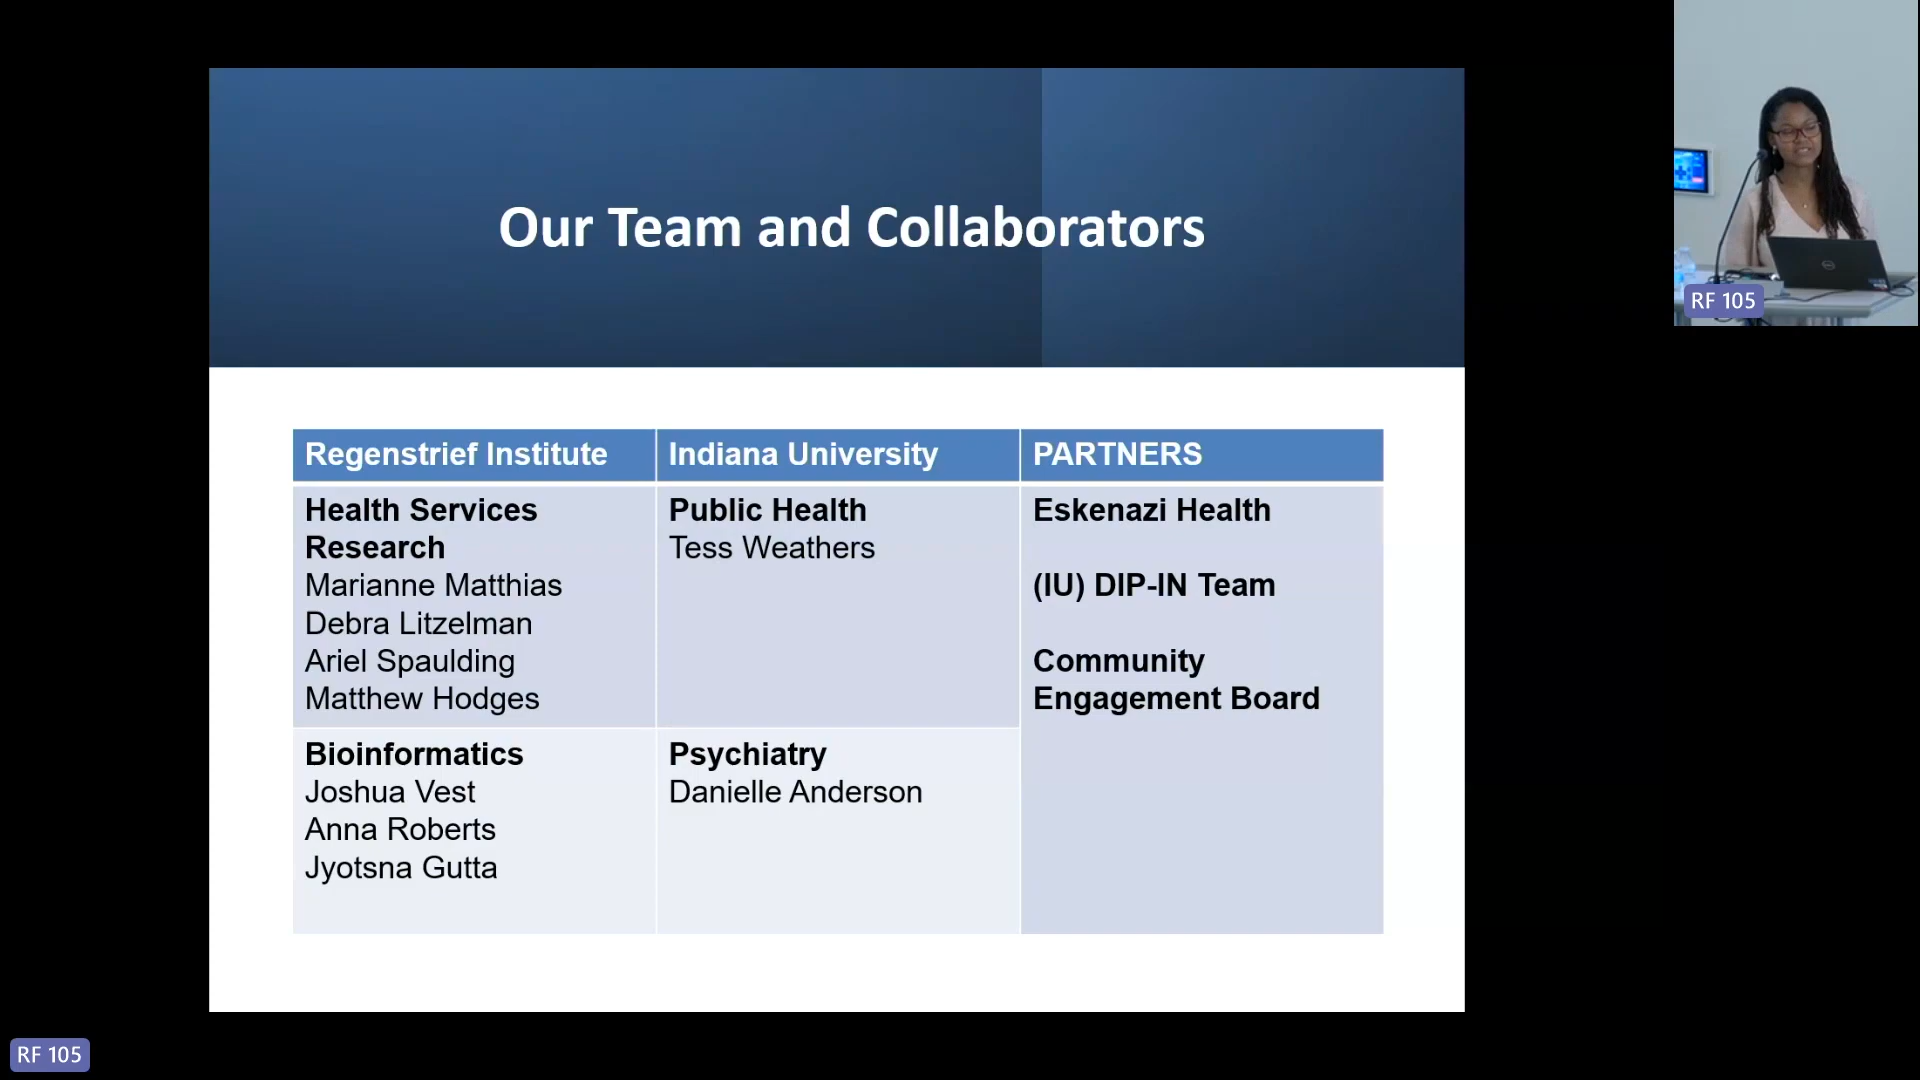 Our Team and Collaborators
Regenstrief Institute
Indiana University
PARTNERS
Health Services
Research
Marianne Matthias
Debra Litzelman
Ariel Spaulding
Matthew Hodges
Public Health
Tess Weathers
Eskenazi Health
(IU) DIP-IN Team
Community
Engagement Board
Bioinformatics
Joshua Vest
Anna Roberts
Jyotsna Gutta
Psychiatry
Danielle Anderson
RF 105
RF 105